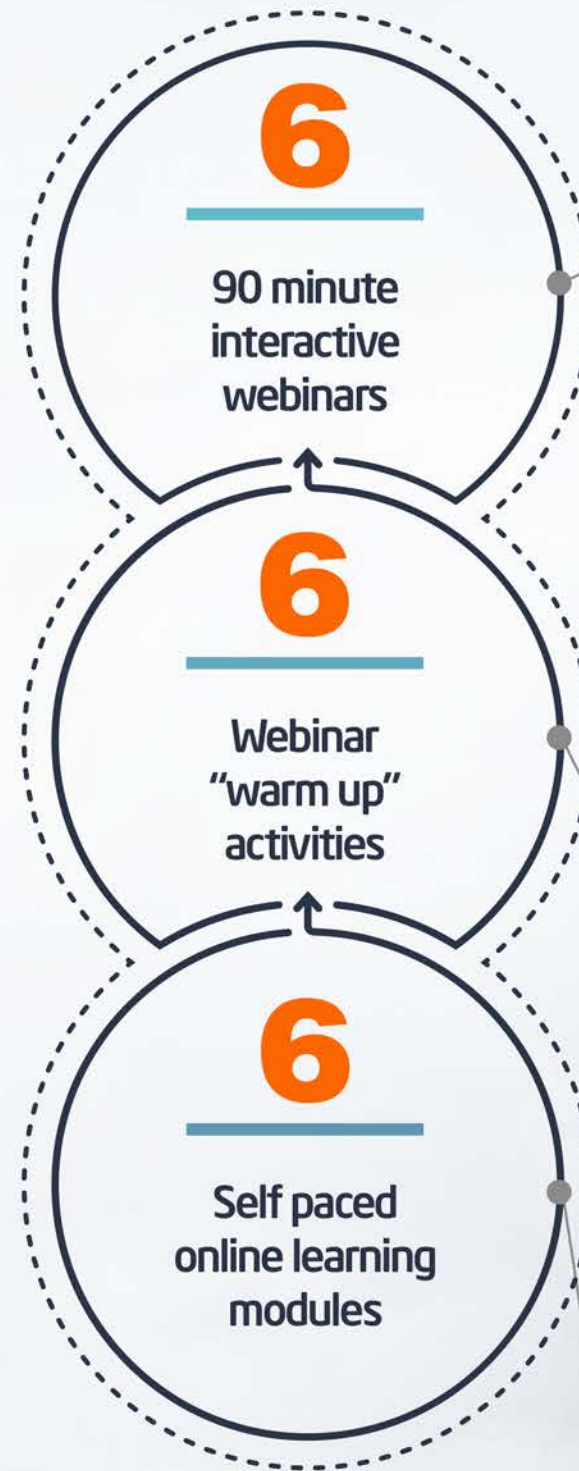 6
90 minute
interactive
webinars
6
Webinar
“warm up”
activities
6
Self paced
online learning
modules